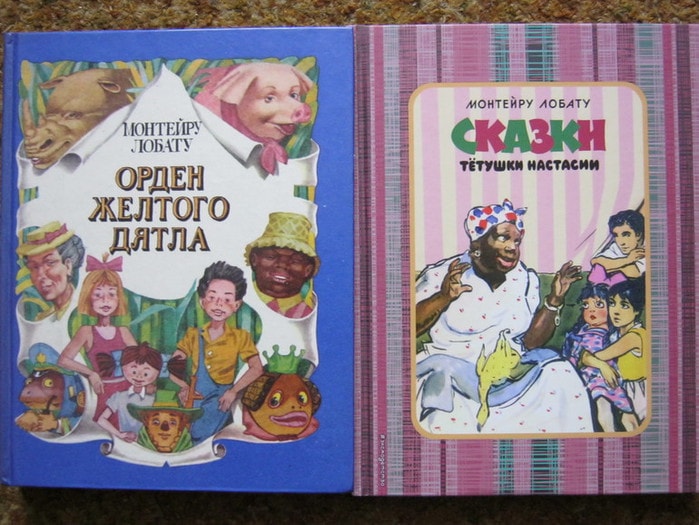 МОНТЕЙРУ
ЛОБАТУ
ОРДЕН
ЖЕЛТОГО
ДЯТЛА
МОНТЕЙРУ ЛОБАТУ
СКАЗКИ
ТЁТУШКИ НАСТАСИИ